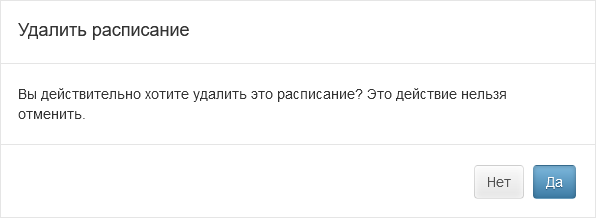 Удалить расписание
Вы действительно хотите удалить это расписание? Это действие нельзя
отменить.
Нет
Да